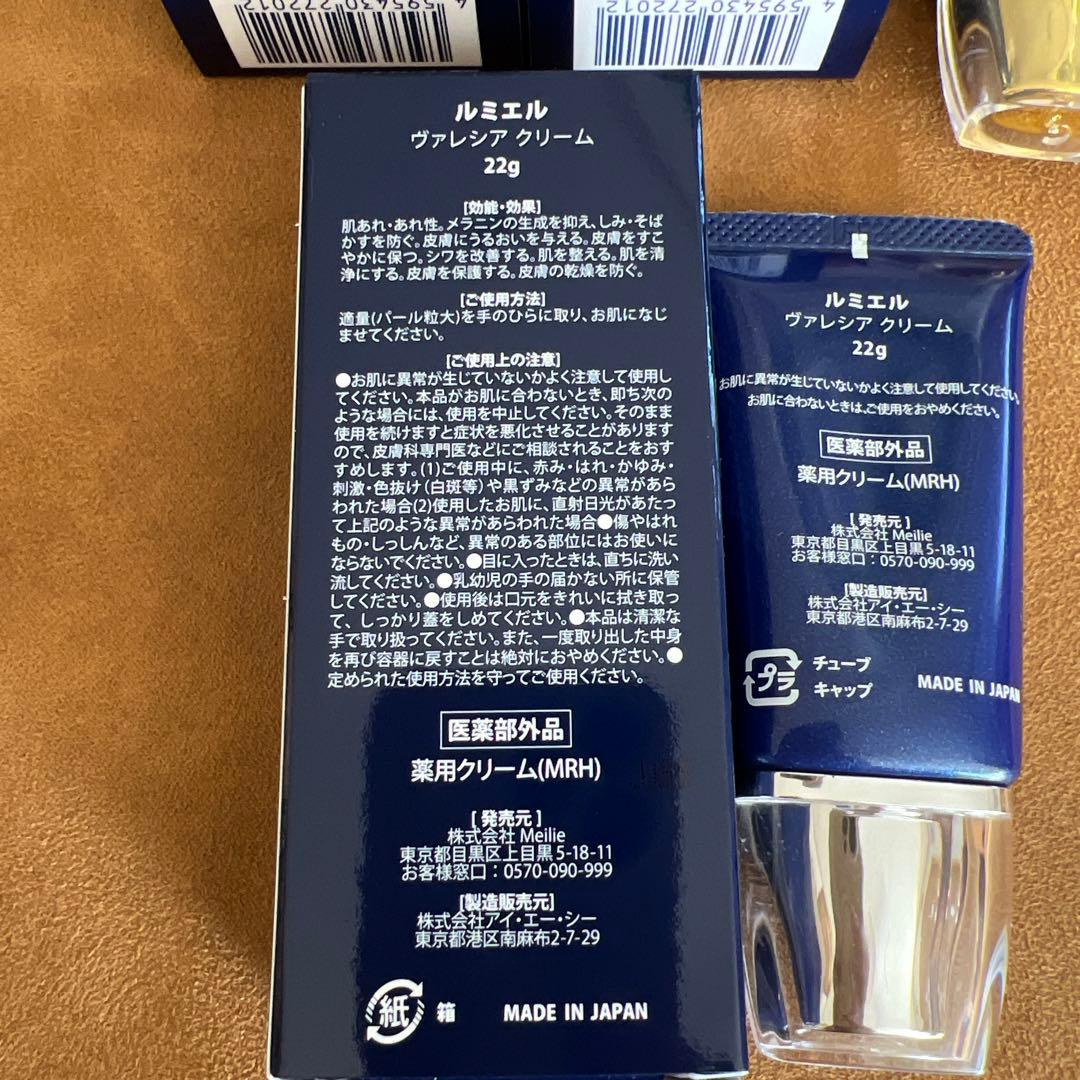 4 595430 272012
4 595430 272012
ルミエル
ヴァレシア クリーム
22g
[効能・効果]
肌あれ・あれ性。メラニンの生成を抑え、しみ・そば
かすを防ぐ。皮膚にうるおいを与える。皮膚をすこ
やかに保つ。シワを改善する。肌を整える。肌を清
浄にする。皮膚を保護する。皮膚の乾燥を防ぐ。
[ご使用方法]
適量(パール粒大)を手のひらに取り、お肌になじ
ませてください。
[ご使用上の注意]
●お肌に異常が生じていないかよく注意して使用し
てください。本品がお肌に合わないとき、即ち次の
ような場合には、使用を中止してください。そのまま
使用を続けますと症状を悪化させることがあります
ので、皮膚科専門医などにご相談されることをおす
すめします。(1)ご使用中に、赤み・はれ・かゆみ・
刺激・色抜け(白斑等)や黒ずみなどの異常があら
われた場合(2)使用したお肌に、直射日光があたっ
て上記のような異常があらわれた場合●傷やはれ
もの・しっしんなど、異常のある部位にはお使いに
ならないでください。●目に入ったときは、直ちに洗い
流してください。●乳幼児の手の届かない所に保管
してください。●使用後は口元をきれいに拭き取っ
て、しっかり蓋をしめてください。●本品は清潔な
手で取り扱ってください。また、一度取り出した中身
を再び容器に戻すことは絶対におやめください。●
定められた使用方法を守ってご使用ください。
医薬部外品
薬用クリーム(MRH)
[ 発売元 ]
株式会社 Meilie
東京都目黒区上目黒5-18-11
お客様窓口：0570-090-999
[製造販売元]
株式会社アイ・エー・シー
東京都港区南麻布2-7-29
紙 箱 MADE IN JAPAN
ルミエル
ヴァレシア クリーム
22g
お肌に異常が生じていないかよく注意して使用してください。
お肌に合わないときは、ご使用をおやめください。
医薬部外品
薬用クリーム(MRH)
[ 発売元 ]
株式会社 Meilie
東京都目黒区上目黒5-18-11
お客様窓口：0570-090-999
[製造販売元]
株式会社アイ・エー・シー
東京都港区南麻布2-7-29
プラ チューブ
キャップ MADE IN JAPAN